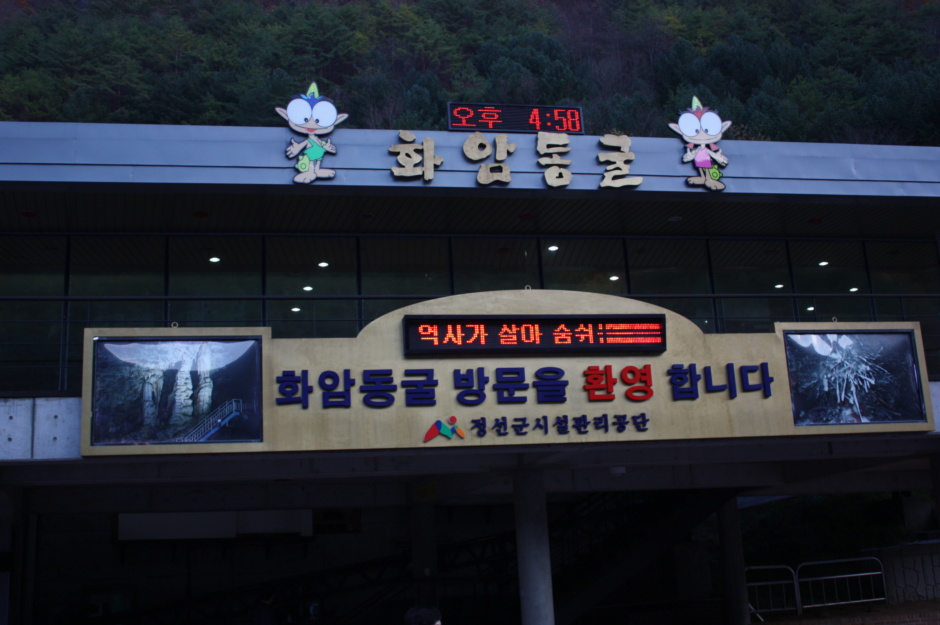 오후 4:58
화암동굴
역사가 살아 숨쉬
화암동굴 방문을 환영 합니다
정선군시설관리공단